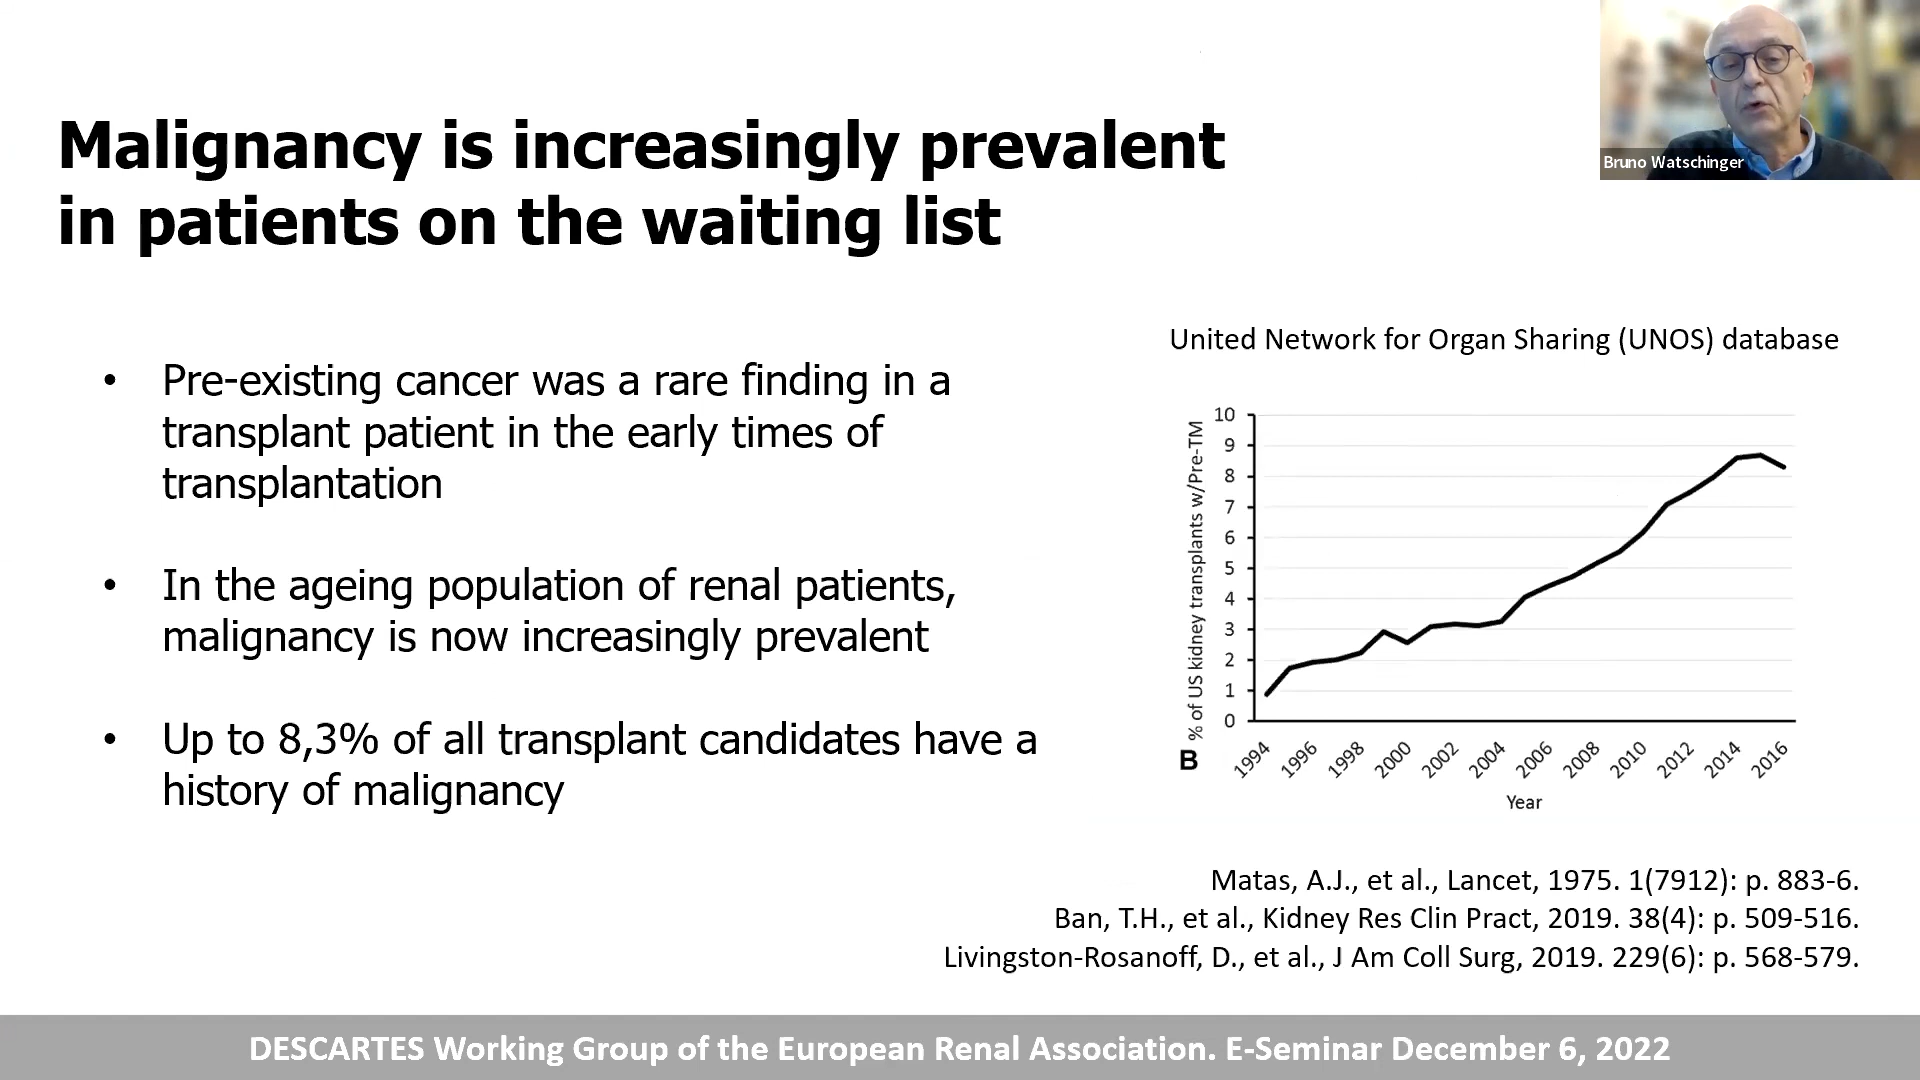 Malignancy is increasingly prevalent
in patients on the waiting list
Bruno Watschinger
• Pre-existing cancer was a rare finding in a
transplant patient in the early times of
transplantation
• In the ageing population of renal patients,
malignancy is now increasingly prevalent
• Up to 8,3% of all transplant candidates have a
history of malignancy
United Network for Organ Sharing (UNOS) database
% of US kidney transplants w/Pre-TM
10
9
8
7
6
5
4
3
2
1
0
1994 1996 1998 2000 2002 2004 2006 2008 2010 2012 2014 2016
B
Year
Matas, A.J., et al., Lancet, 1975. 1(7912): p. 883-6.
Ban, T.H., et al., Kidney Res Clin Pract, 2019. 38(4): p. 509-516.
Livingston-Rosanoff, D., et al., J Am Coll Surg, 2019. 229(6): p. 568-579.
DESCARTES Working Group of the European Renal Association. E-Seminar December 6, 2022